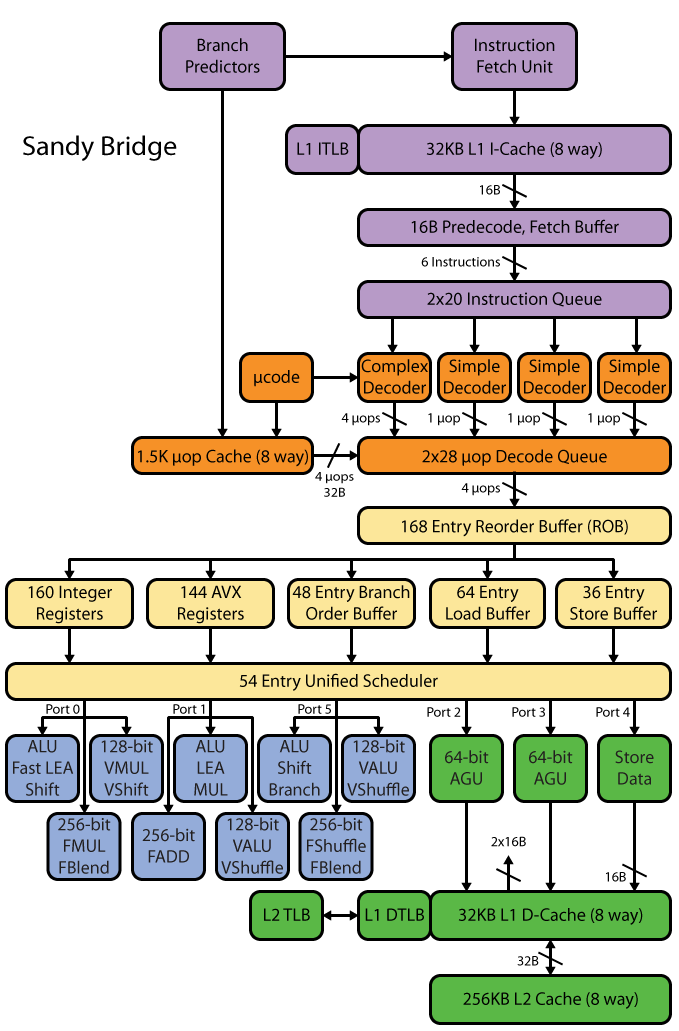 Branch
Predictors
Instruction
Fetch Unit
Sandy Bridge
L1 ITLB
32KB L1 I-Cache (8 way)
16B
16B Predecode, Fetch Buffer
6 Instructions
2x20 Instruction Queue
µcode
Complex
Decoder
Simple
Decoder
Simple
Decoder
Simple
Decoder
4 µops
1 µop
1 µop
1 µop
1.5K µop Cache (8 way)
4 µops
32B
2x28 µop Decode Queue
4 µops
168 Entry Reorder Buffer (ROB)
160 Integer
Registers
144 AVX
Registers
48 Entry Branch
Order Buffer
64 Entry
Load Buffer
36 Entry
Store Buffer
54 Entry Unified Scheduler
Port 0
Port 1
Port 5
Port 2
Port 3
Port 4
ALU
Fast LEA
Shift
128-bit
VMUL
VShift
ALU
LEA
MUL
ALU
Shift
Branch
128-bit
VALU
VShuffle
64-bit
AGU
64-bit
AGU
Store
Data
256-bit
FMUL
FBlend
256-bit
FADD
128-bit
VALU
VShuffle
256-bit
FShuffle
FBlend
2x16B
16B
L2 TLB
L1 DTLB
32KB L1 D-Cache (8 way)
32B
256KB L2 Cache (8 way)